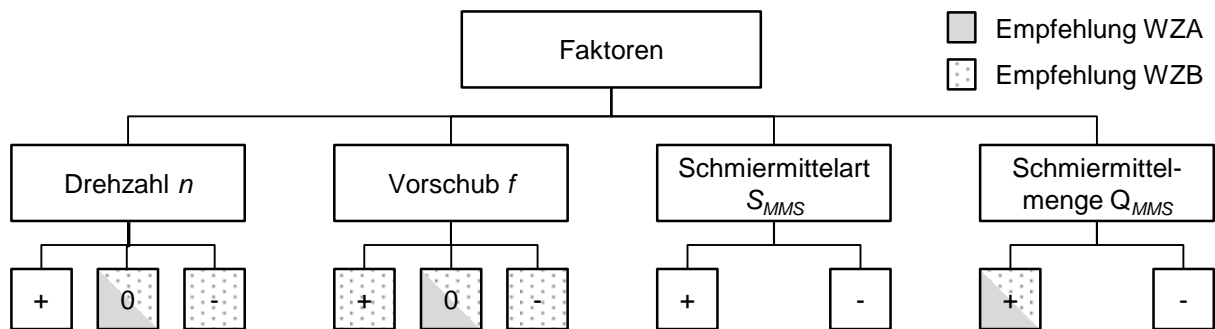 Faktoren
Empfehlung WZA
Empfehlung WZB
Drehzahl n
Vorschub f
Schmiermittelart
S_MMS
Schmiermittel-
menge Q_MMS
+
0
-
+
0
-
+
-
+
-